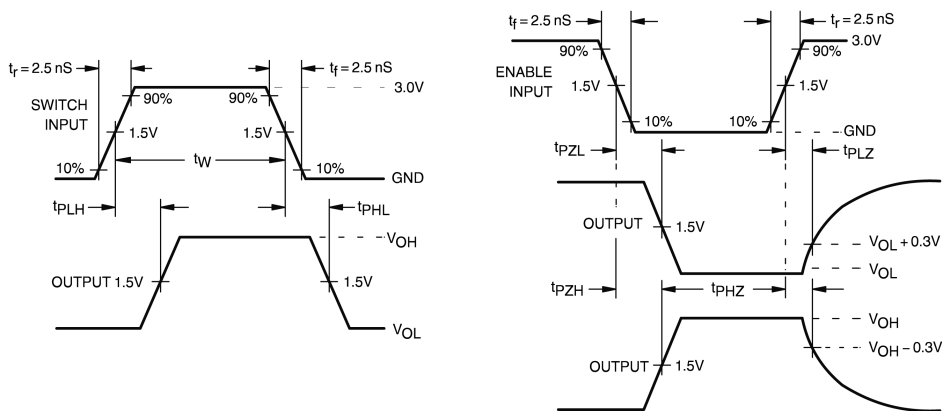 tr = 2.5 nS
tf = 2.5 nS
3.0V
SWITCH INPUT
90%
90%
1.5V
1.5V
tW
10%
10%
GND
tPLH
tPHL
VOH
OUTPUT 1.5V
1.5V
VOL
tf = 2.5 nS
tr = 2.5 nS
3.0V
90%
90%
ENABLE INPUT
1.5V
1.5V
10%
10%
GND
tPZL
tPLZ
OUTPUT
1.5V
VOL + 0.3V
VOL
tPZH
tPHZ
VOH
VOH – 0.3V
OUTPUT
1.5V